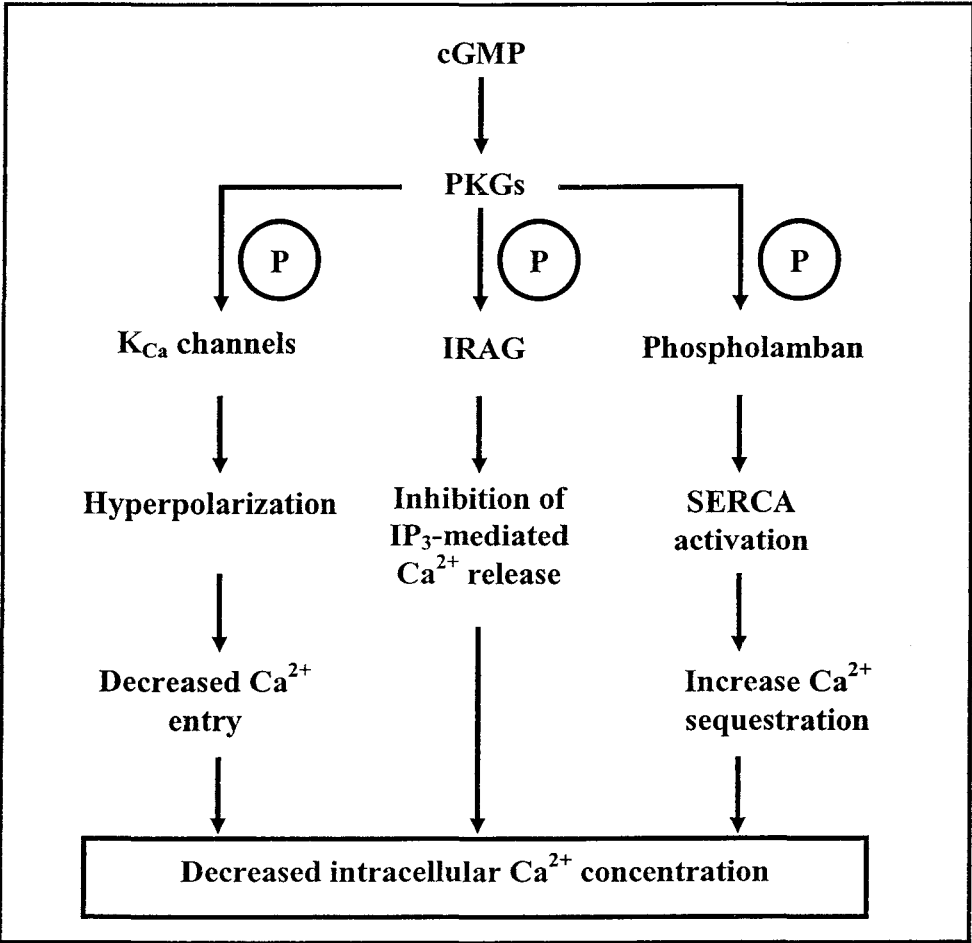 cGMP
PKGs
P
P
P
K_Ca channels
IRAG
Phospholamban
Hyperpolarization
Inhibition of
IP₃-mediated
Ca²⁺ release
SERCA
activation
Decreased Ca²⁺
entry
Increase Ca²⁺
sequestration
Decreased intracellular Ca²⁺ concentration